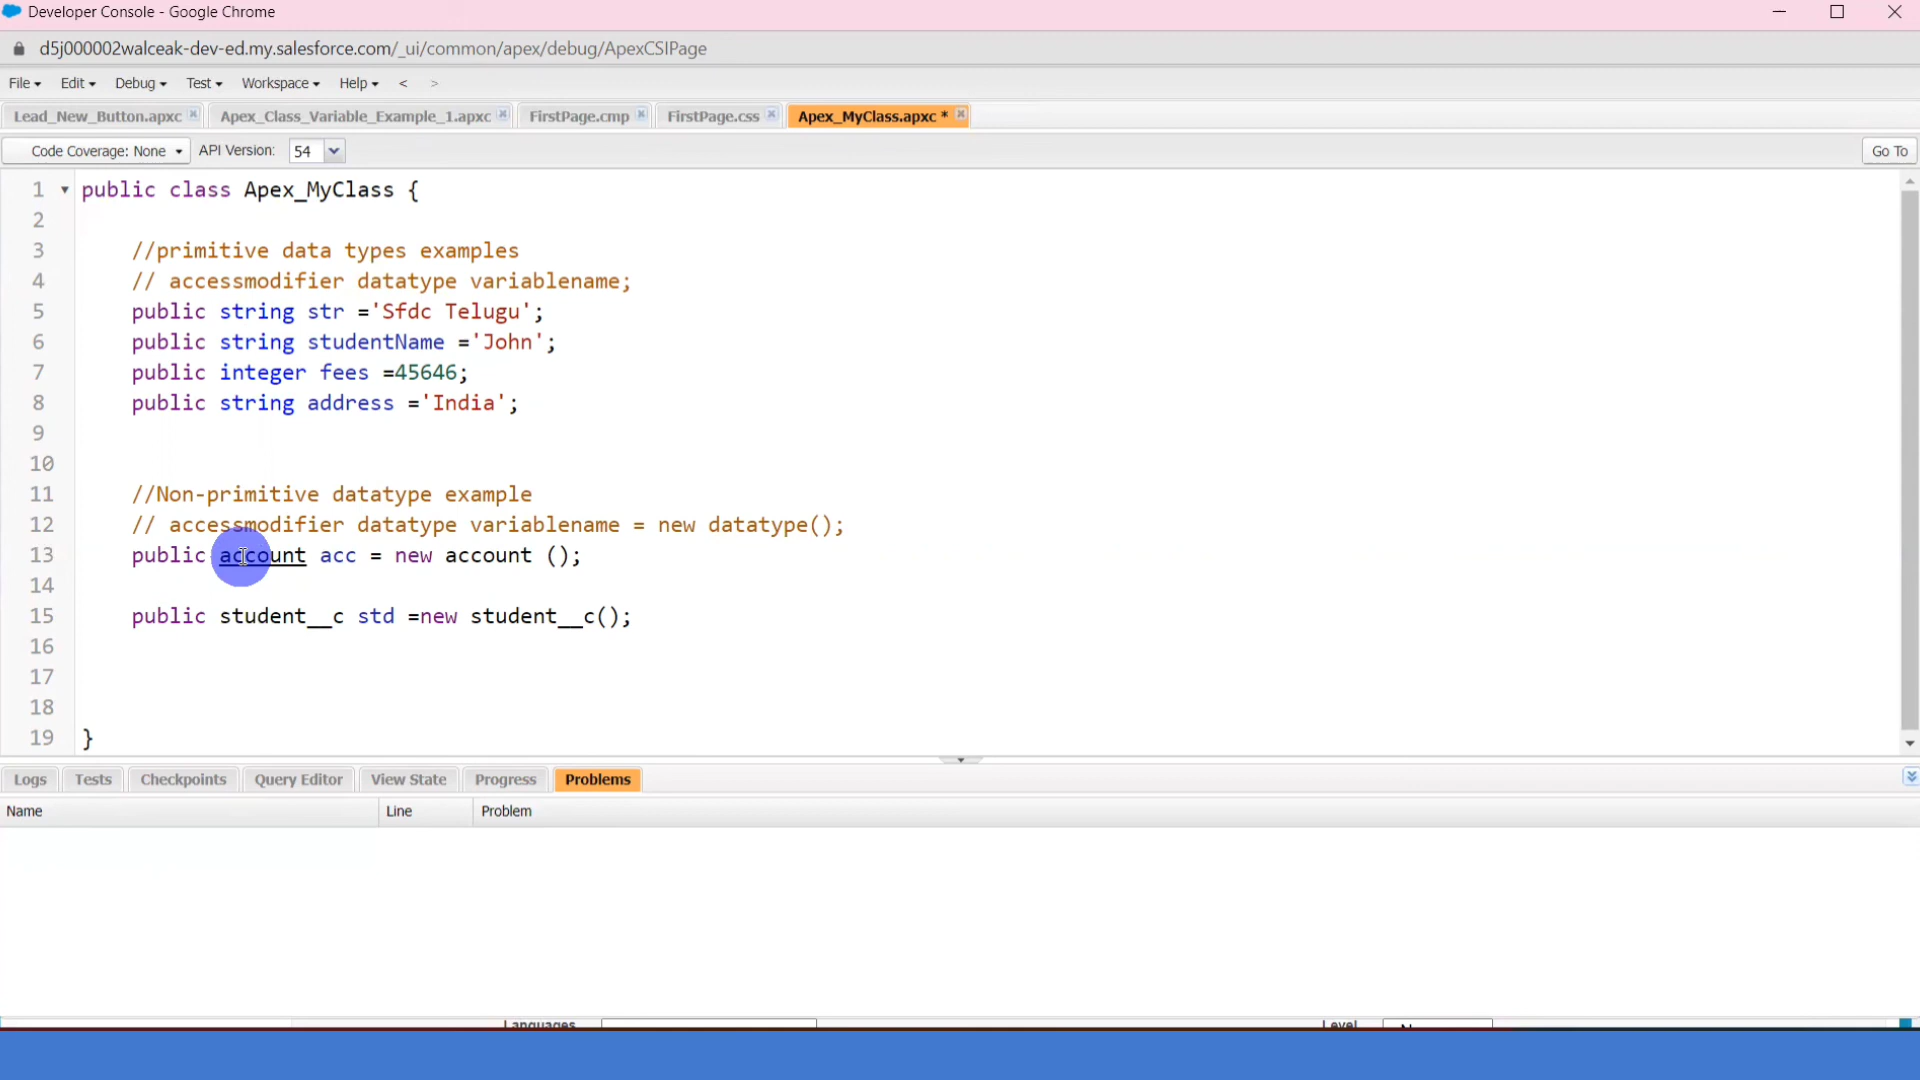 Developer Console - Google Chrome
d5j000002walceak-dev-ed.my.salesforce.com/_ui/common/apex/debug/ApexCSIPage
File Edit Debug Test Workspace Help < >
Lead_New_Button.apxc Apex_Class_Variable_Example_1.apxc FirstPage.cmp FirstPage.css Apex_MyClass.apxc *
Code Coverage: None API Version: 54 Go To
1 public class Apex_MyClass {
2
3 //primitive data types examples
4 // accessmodifier datatype variablename;
5 public string str ='Sfdc Telugu';
6 public string studentName ='John';
7 public integer fees =45646;
8 public string address ='India';
9
10
11 //Non-primitive datatype example
12 // accessmodifier datatype variablename = new datatype();
13 public account acc = new account ();
14
15 public student__c std =new student__c();
16
17
18
19 }
Logs Tests Checkpoints Query Editor View State Progress Problems
Name Line Problem
Languages Level